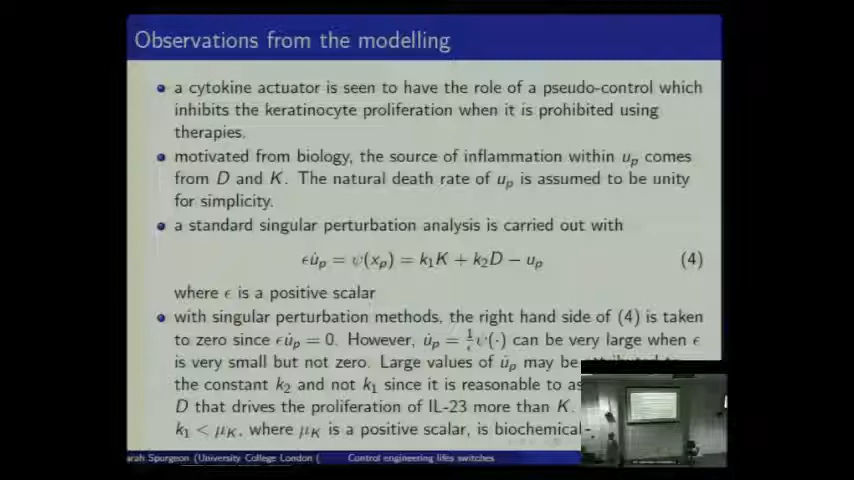 Observations from the modelling
a cytokine actuator is seen to have the role of a pseudo-control which
inhibits the keratinocyte proliferation when it is prohibited using
therapies.
motivated from biology, the source of inflammation within u_p comes
from D and K. The natural death rate of u_p is assumed to be unity
for simplicity.
a standard singular perturbation analysis is carried out with
ϵu̇_p = ψ(x_p) = k_1K + k_2D − u_p (4)
where ϵ is a positive scalar
with singular perturbation methods, the right hand side of (4) is taken
to zero since ϵu̇_p = 0. However, u̇_p = 1/ϵ ψ(·) can be very large when ϵ
is very small but not zero. Large values of u̇_p may be
the constant k_2 and not k_1 since it is reasonable to
D that drives the proliferation of IL-23 more than K.
k_1 < μ_K, where μ_K is a positive scalar, is biochemical-
arah Spurgeon (University College London ( Control engineering lifes switches